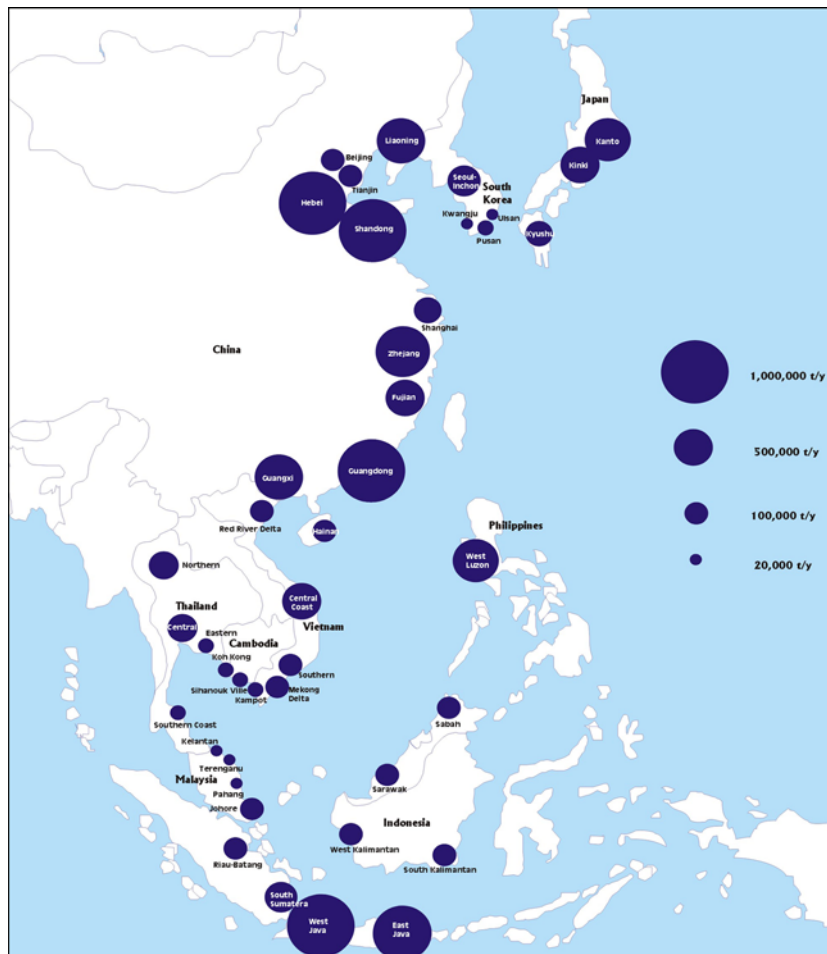 Japan
Liaoning
Kanto
Beijing
Kinki
Tianjin
Seoul-
Inchon
South
Korea
Hebei
Kwangju
Ulsan
Shandong
Pusan
Kyushu
Shanghai
China
Zhejang
1,000,000 t/y
Fujian
500,000 t/y
Guangxi
Guangdong
100,000 t/y
Red River Delta
Hainan
Philippines
Northern
West
Luzon
20,000 t/y
Central
Coast
Thailand
Vietnam
Central
Eastern
Cambodia
Koh Kong
Southern
Sihanouk Ville
Mekong
Delta
Kampot
Sabah
Southern Coast
Kelantan
Terenganu
Malaysia
Sarawak
Pahang
Johore
Indonesia
West Kalimantan
Riau-Batang
South Kalimantan
South
Sumatera
West
Java
East
Java